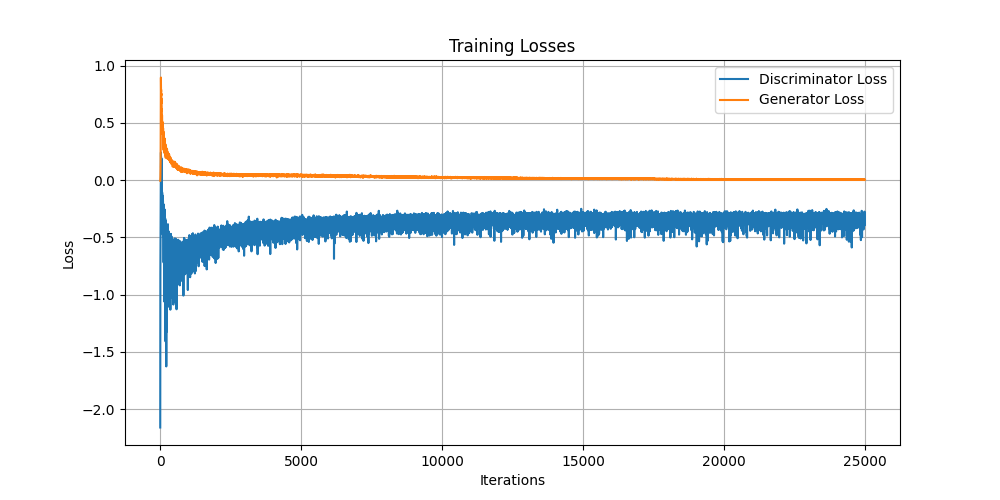 Training Losses
Discriminator Loss
Generator Loss
1.0
0.5
0.0
−0.5
−1.0
−1.5
−2.0
Loss
0 5000 10000 15000 20000 25000
Iterations